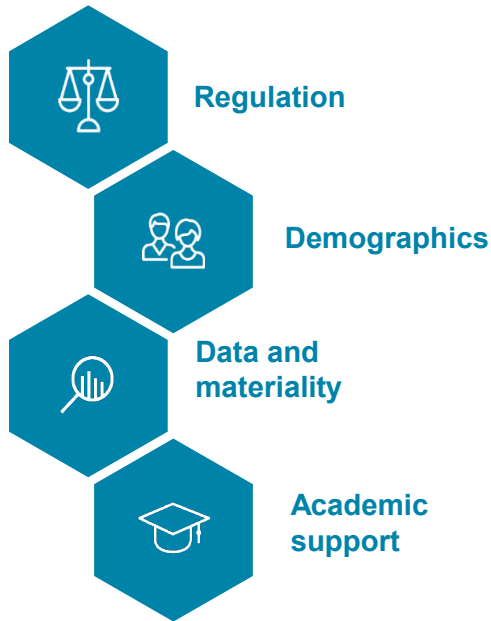 Regulation
Demographics
Data and
materiality
Academic
support